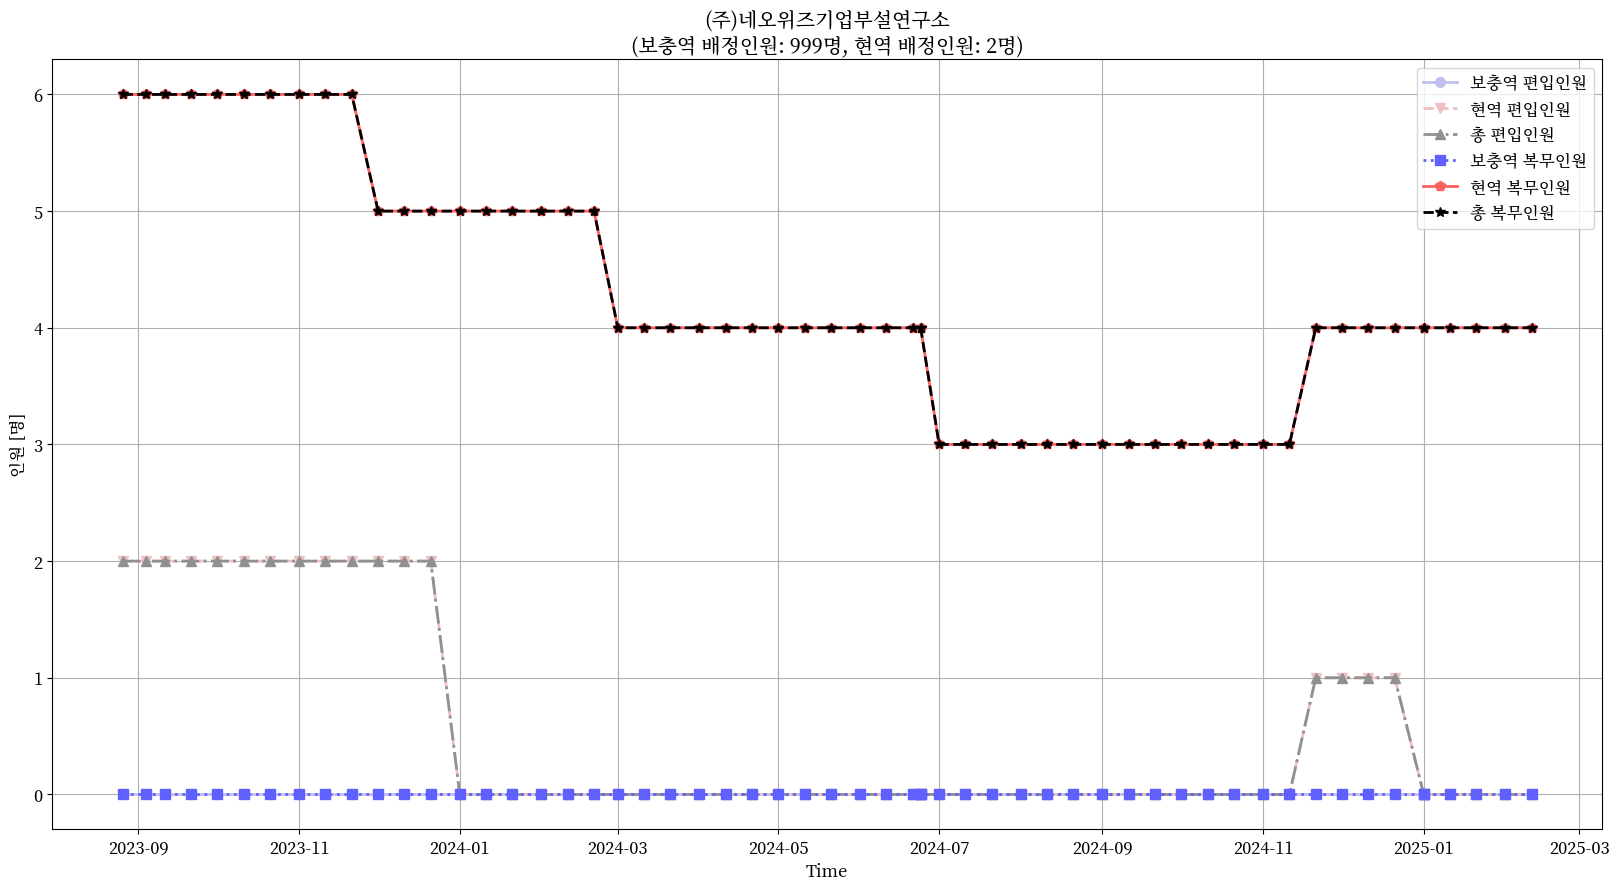 (주)네오위즈기업부설연구소
(보충역 배정인원: 999명, 현역 배정인원: 2명)
보충역 편입인원
현역 편입인원
총 편입인원
보충역 복무인원
현역 복무인원
총 복무인원
인원 [명]
6
5
4
3
2
1
0
2023-09
2023-11
2024-01
2024-03
2024-05
2024-07
2024-09
2024-11
2025-01
2025-03
Time